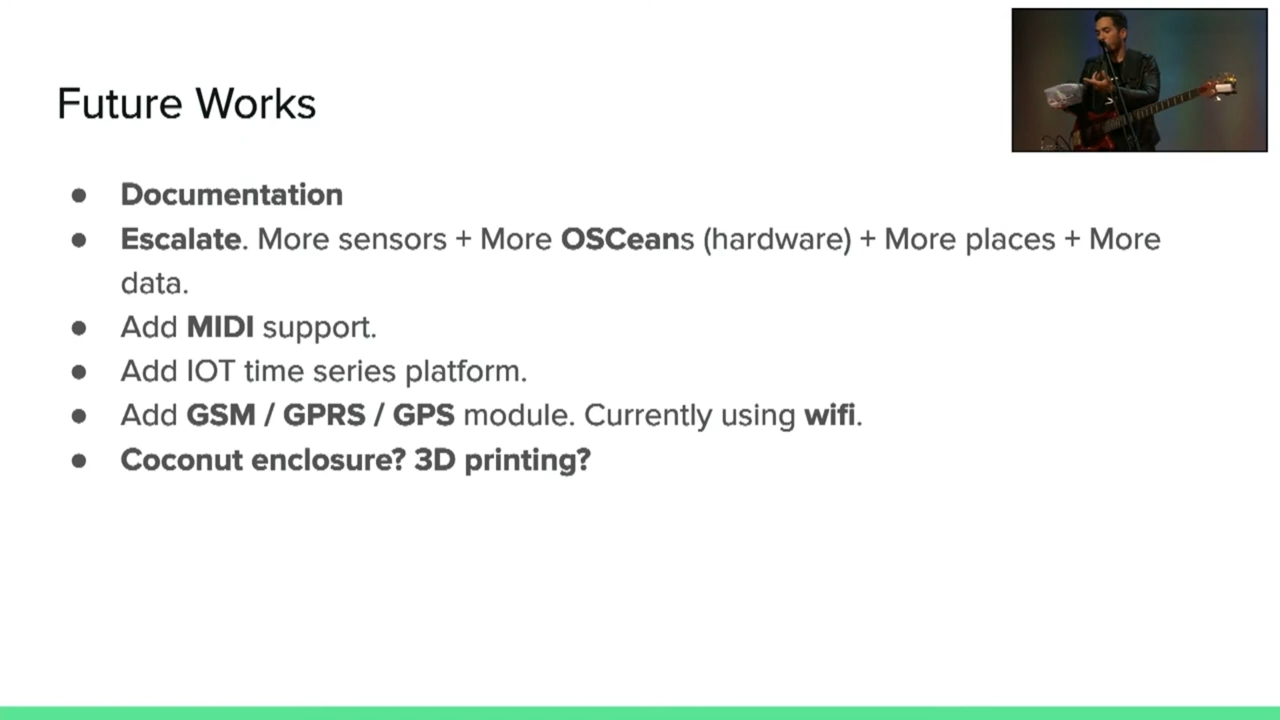 Future Works
● Documentation
● Escalate. More sensors + More OSCeans (hardware) + More places + More
data.
● Add MIDI support.
● Add IOT time series platform.
● Add GSM / GPRS / GPS module. Currently using wifi.
● Coconut enclosure? 3D printing?